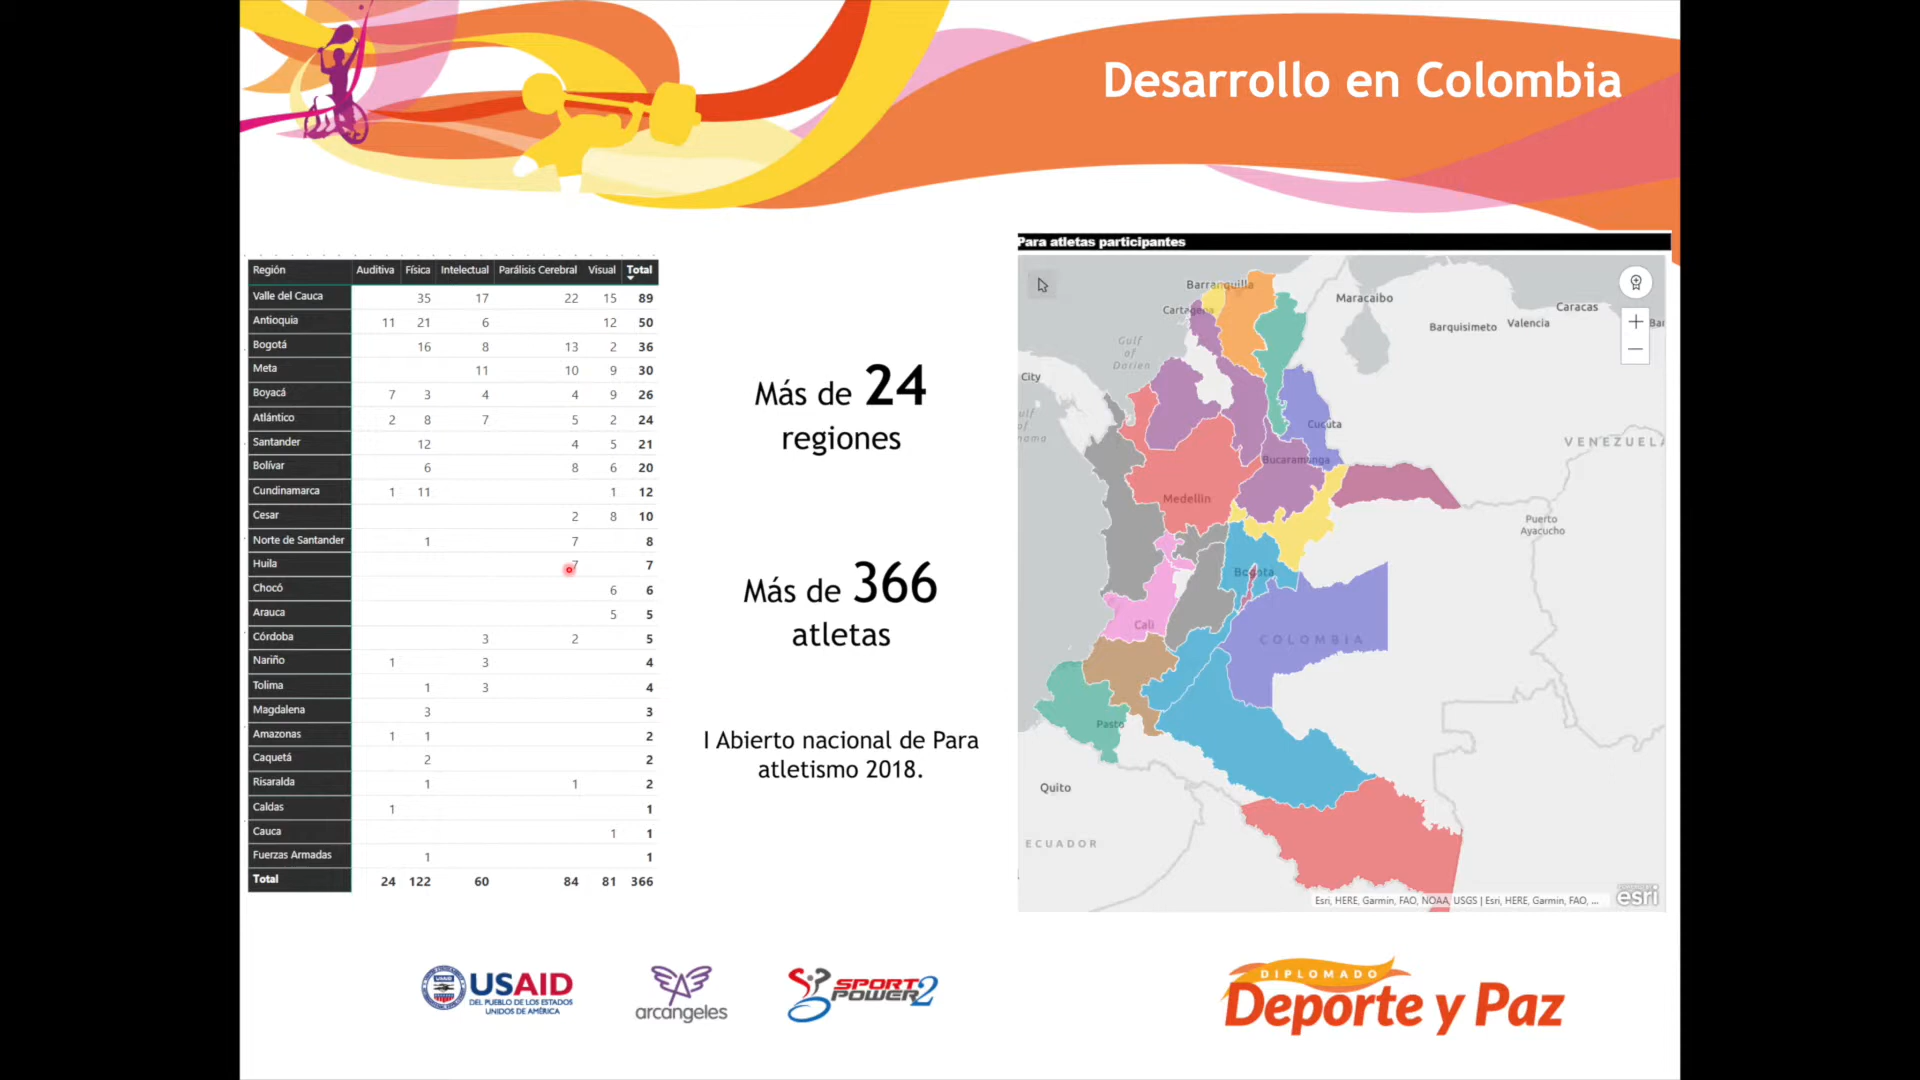 Desarrollo en Colombia
Región Auditiva Física Intelectual Parálisis Cerebral Visual Total
Valle del Cauca 35 17 22 15 89
Antioquia 11 21 6 12 50
Bogotá 16 8 13 2 36
Meta 11 10 9 30
Boyacá 7 3 4 4 9 26
Atlántico 2 8 7 5 2 24
Santander 12 4 5 21
Bolívar 6 8 6 20
Cundinamarca 1 11 1 12
Cesar 2 8 10
Norte de Santander 1 7 8
Huila 7 7
Chocó 6 6
Arauca 5 5
Córdoba 3 2 5
Nariño 1 3 4
Tolima 1 3 4
Magdalena 3 3
Amazonas 1 1 2
Caquetá 2 2
Risaralda 1 1 2
Caldas 1 1
Cauca 1 1
Fuerzas Armadas 1 1
Total 24 122 60 84 81 366
Más de 24
regiones
Más de 366
atletas
I Abierto nacional de Para
atletismo 2018.
Para atletas participantes
Barranquilla
Maracaibo
Caracas
Cartagena
Barquisimeto
Valencia
Bar
Gulf
of
Darien
City
Cucuta
VENEZUELA
Bucaramanga
Medellin
Puerto
Ayacucho
Bogota
Cali
COLOMBIA
Pasto
Quito
ECUADOR
Esri, HERE, Garmin, FAO, NOAA, USGS | Esri, HERE, Garmin, FAO, ...
esri
USAID
DEL PUEBLO DE LOS ESTADOS
UNIDOS DE AMÉRICA
arcángeles
SPORT
POWER2
DIPLOMADO
Deporte y Paz